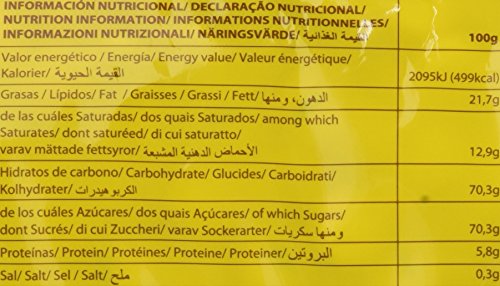 INFORMACIÓN NUTRICIONAL/ DECLARAÇÃO NUTRICIONAL/
NUTRITION INFORMATION/ INFORMATIONS NUTRITIONNELLES/
INFORMAZIONI NUTRIZIONALI/ NÄRINGSVÄRDE/ القيمة الغذائية/ 100g
Valor energético / Energía/ Energy value/ Valeur énergétique/
Kalorier/ القيمة الحيوية 2095kJ (499kcal)
Grasas / Lípidos/ Fat / Graisses / Grassi / Fett/ الدهون، ومنها 21,7g
de las cuáles Saturadas/ dos quais Saturados/ among which
Saturates/ dont saturéed/ di cui saturatto/
varav mättade fettsyror/ الأحماض الدهنية المشبعة 12,9g
Hidratos de carbono/ Carbohydrate/ Glucides/ Carboidrati/
Kolhydrater/ الكربوهيدرات 70,3g
de los cuáles Azúcares/ dos quais Açúcares/ of which Sugars/
dont Sucrés/ di cui Zuccheri/ varav Sockerarter/ ومنها سكريات 70,3g
Proteínas/ Protein/ Protéines/ Proteine/ Proteiner/ البروتين 5,8g
Sal/ Salt/ Sel / Salt/ ملح 0,3g